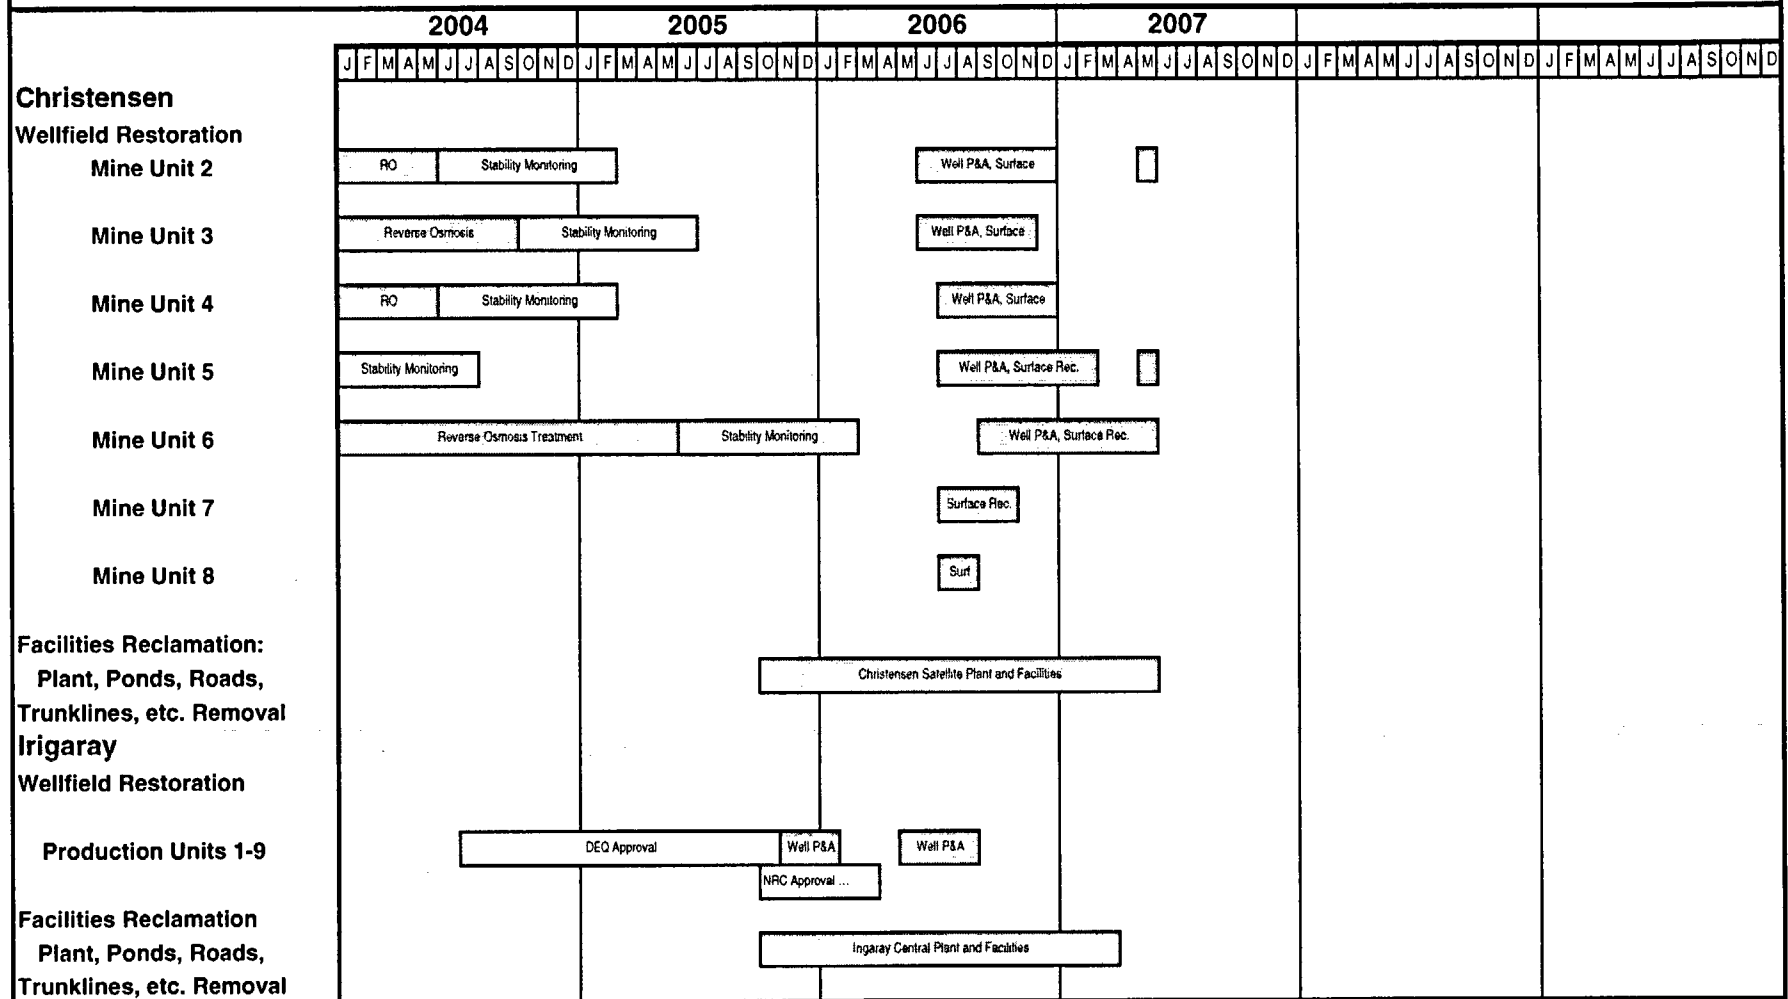 2004 2005 2006 2007
J F M A M J J A S O N D J F M A M J J A S O N D J F M A M J J A S O N D J F M A M J J A S O N D J F M A M J J A S O N D J F M A M J J A S O N D
Christensen
Wellfield Restoration
Mine Unit 2 RO Stability Monitoring Well P&A, Surface
Mine Unit 3 Reverse Osmosis Stability Monitoring Well P&A, Surface
Mine Unit 4 RO Stability Monitoring Well P&A, Surface
Mine Unit 5 Stability Monitoring Well P&A, Surface Rec.
Mine Unit 6 Reverse Osmosis Treatment Stability Monitoring Well P&A, Surface Rec.
Mine Unit 7 Surface Rec.
Mine Unit 8 Surf
Facilities Reclamation:
Plant, Ponds, Roads, Christensen Satellite Plant and Facilities
Trunklines, etc. Removal
Irigaray
Wellfield Restoration
Production Units 1-9 DEQ Approval Well P&A Well P&A
NRC Approval ...
Facilities Reclamation
Plant, Ponds, Roads, Irigaray Central Plant and Facilities
Trunklines, etc. Removal